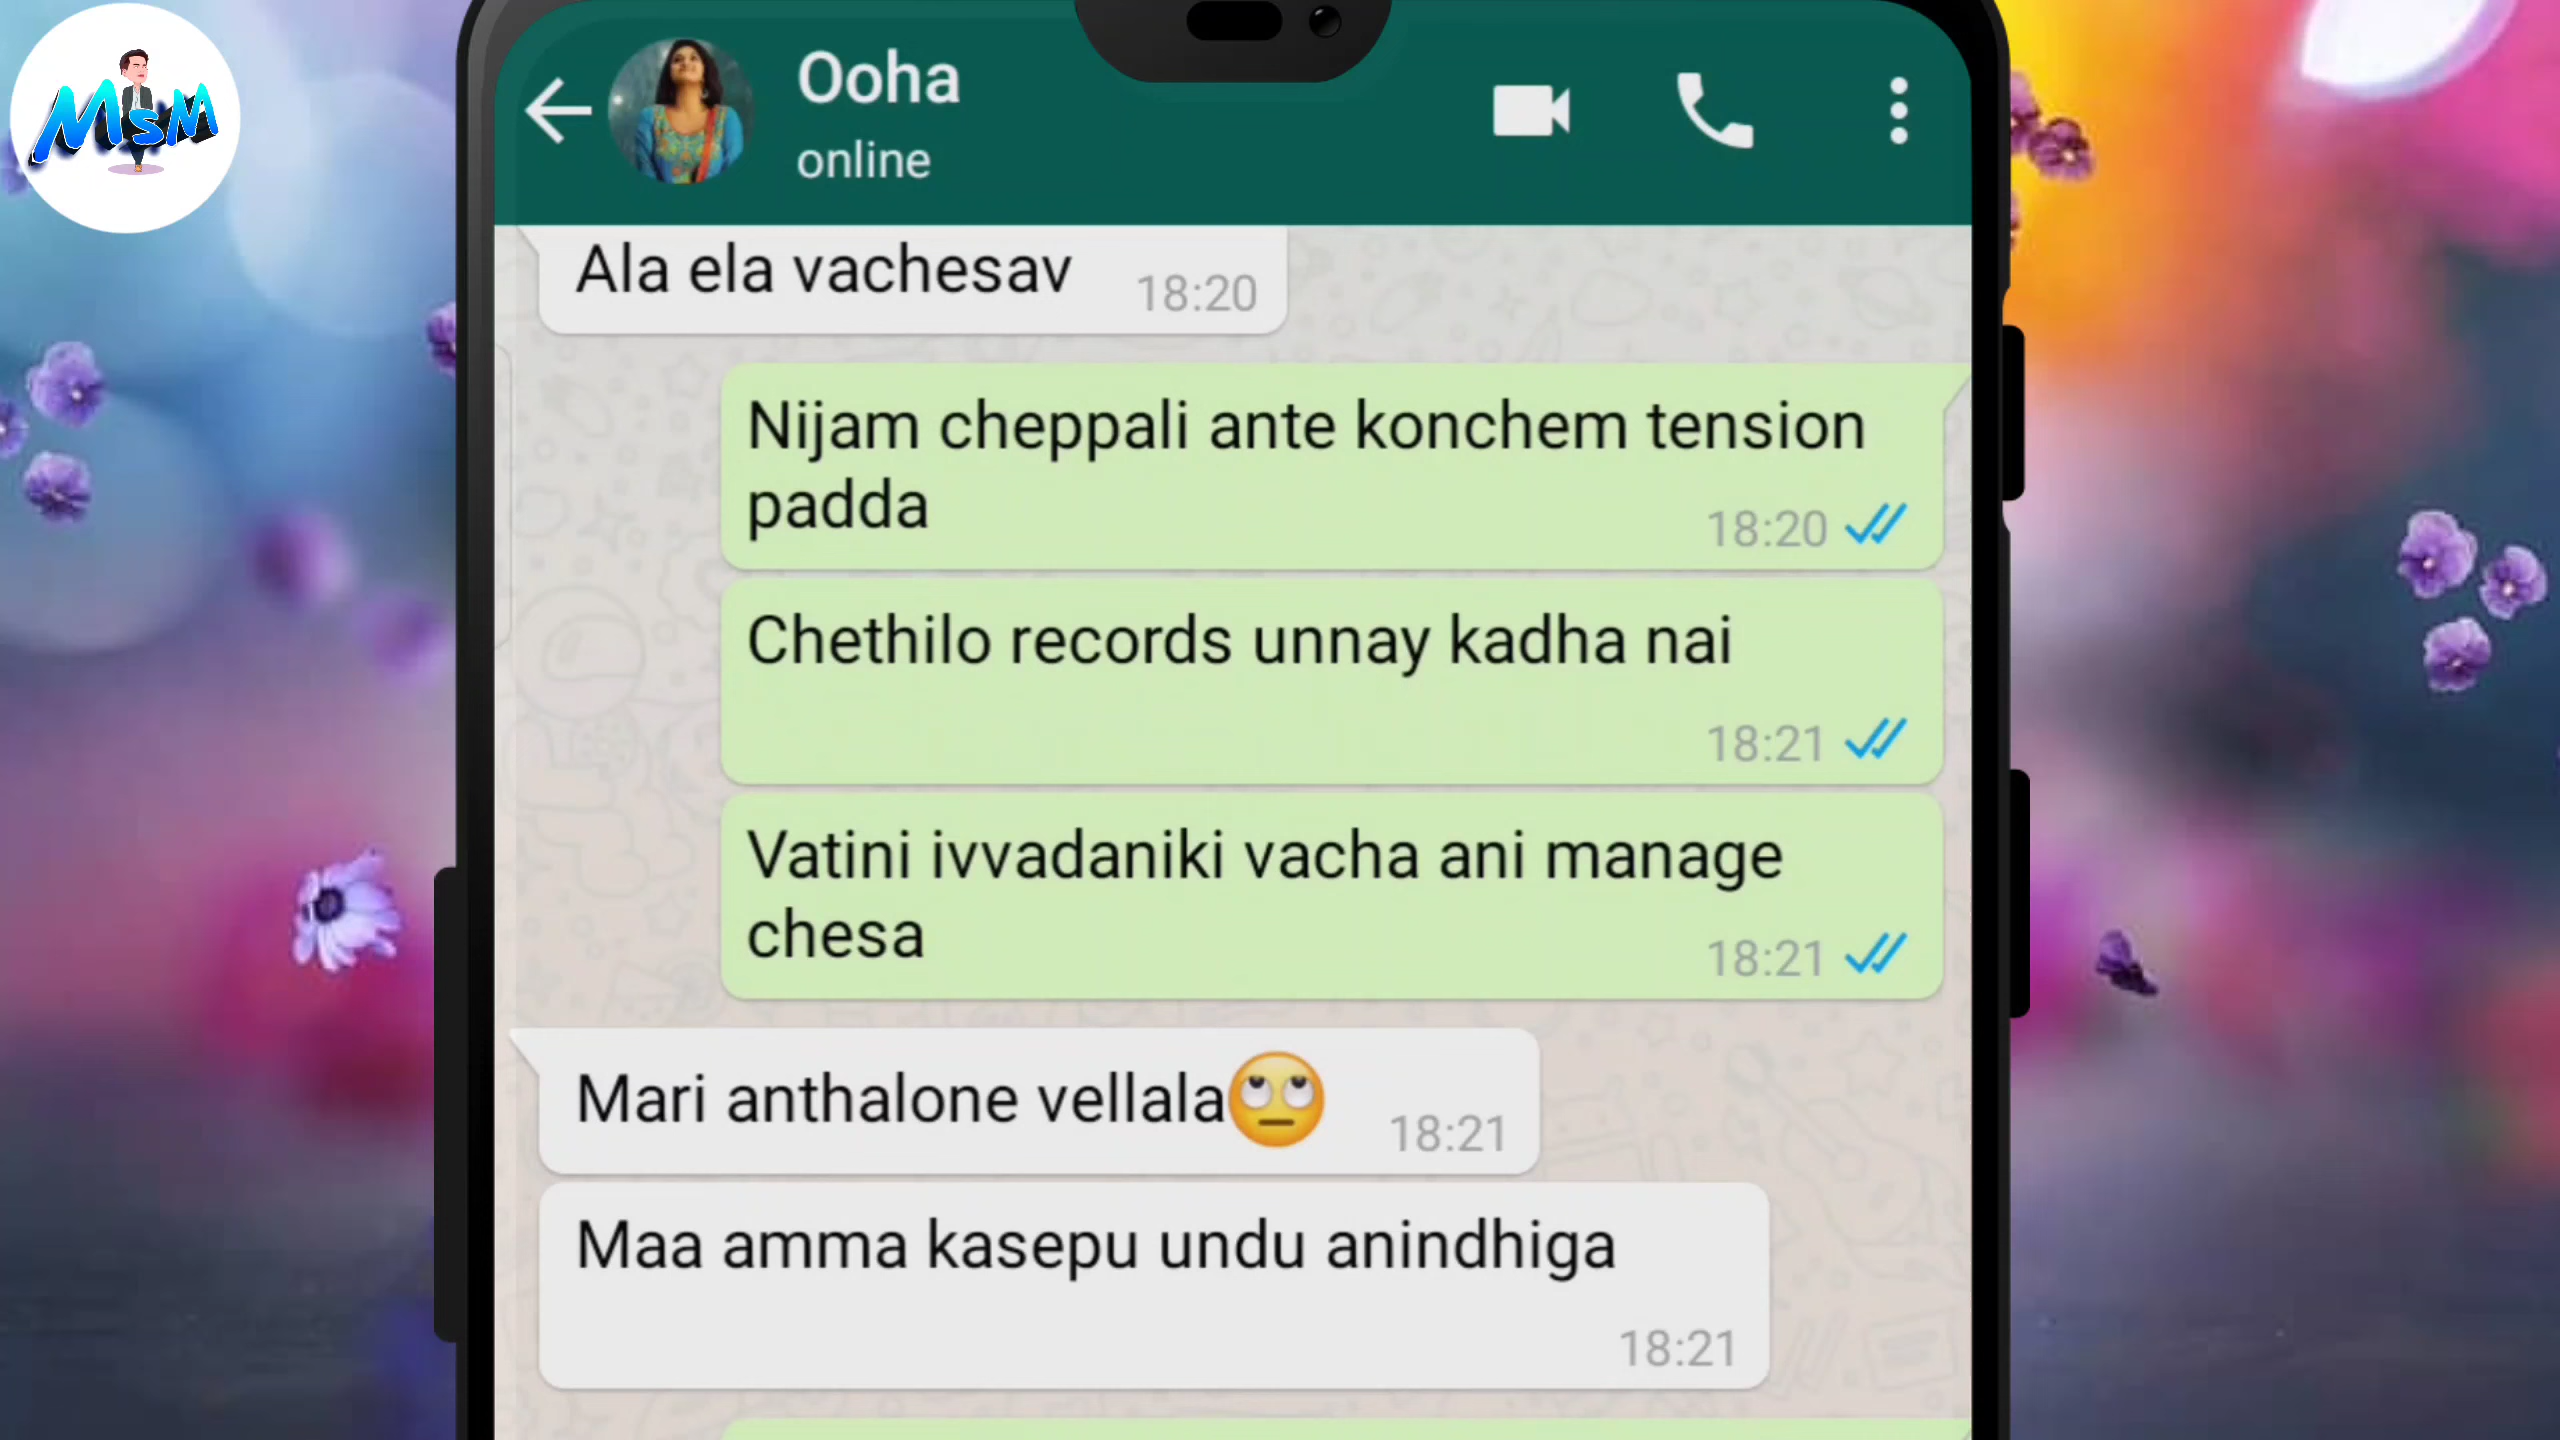 MSM
Ooha
online
Ala ela vachesav
18:20
Nijam cheppali ante konchem tension
padda
18:20
Chethilo records unnay kadha nai
18:21
Vatini ivvadaniki vacha ani manage
chesa
18:21
Mari anthalone vellala🙄
18:21
Maa amma kasepu undu anindhiga
18:21